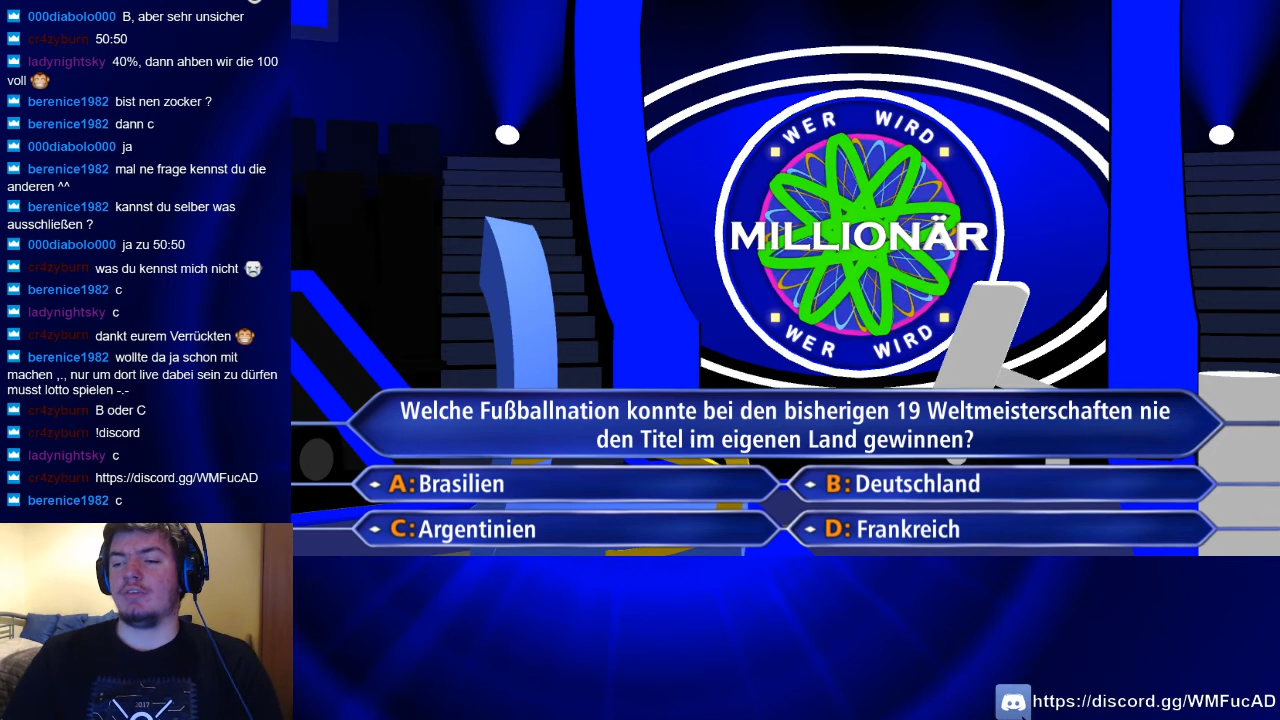 000diabolo000 B, aber sehr unsicher
cr4zyburn 50:50
ladynightsky 40%, dann ahben wir die 100
voll
berenice1982 bist nen zocker ?
berenice1982 dann c
000diabolo000 ja
berenice1982 mal ne frage kennst du die
anderen ^^
berenice1982 kannst du selber was
ausschließen ?
000diabolo000 ja zu 50:50
cr4zyburn was du kennst mich nicht
berenice1982 c
ladynightsky c
cr4zyburn dankt eurem Verrückten
berenice1982 wollte da ja schon mit
machen ,., nur um dort live dabei sein zu dürfen
musst lotto spielen -.-
cr4zyburn B oder C
cr4zyburn !discord
ladynightsky c
cr4zyburn https://discord.gg/WMFucAD
berenice1982 c
WER WIRD
MILLIONÄR
WER WIRD
Welche Fußballnation konnte bei den bisherigen 19 Weltmeisterschaften nie
den Titel im eigenen Land gewinnen?
A: Brasilien
B: Deutschland
C: Argentinien
D: Frankreich
2017
https://discord.gg/WMFucAD